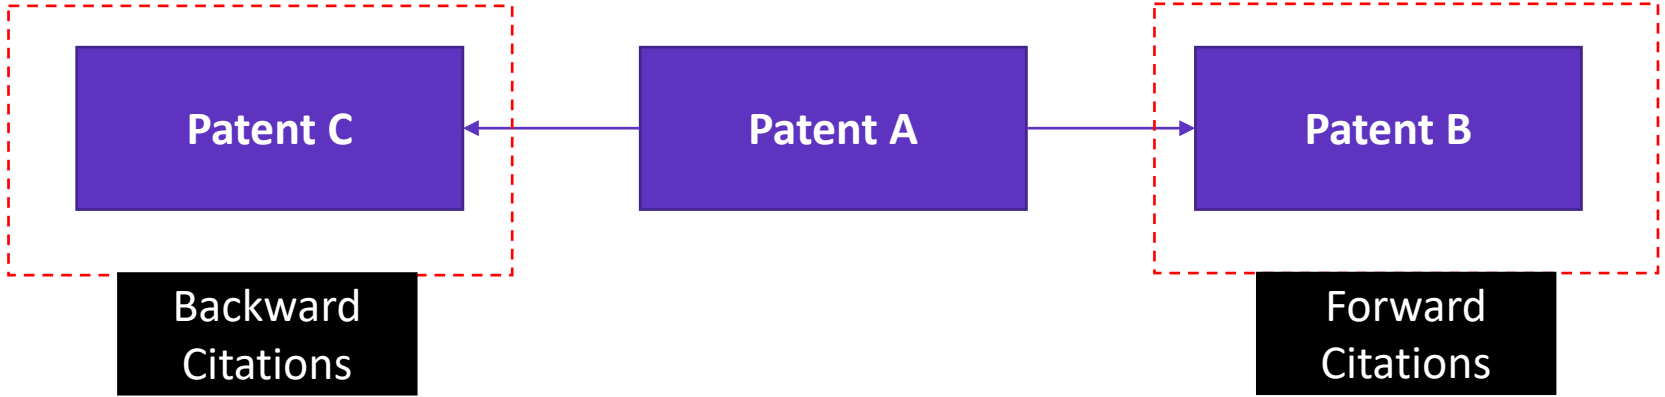 Patent C
Patent A
Patent B
Backward
Citations
Forward
Citations